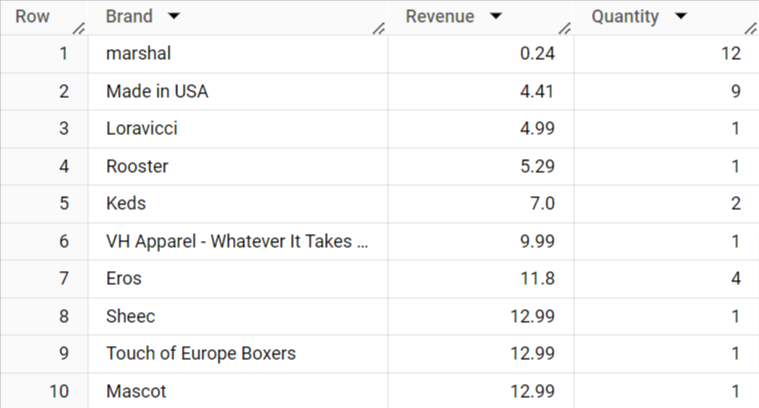 Row Brand Revenue Quantity
1 marshal 0.24 12
2 Made in USA 4.41 9
3 Loravicci 4.99 1
4 Rooster 5.29 1
5 Keds 7.0 2
6 VH Apparel - Whatever It Takes ... 9.99 1
7 Eros 11.8 4
8 Sheec 12.99 1
9 Touch of Europe Boxers 12.99 1
10 Mascot 12.99 1